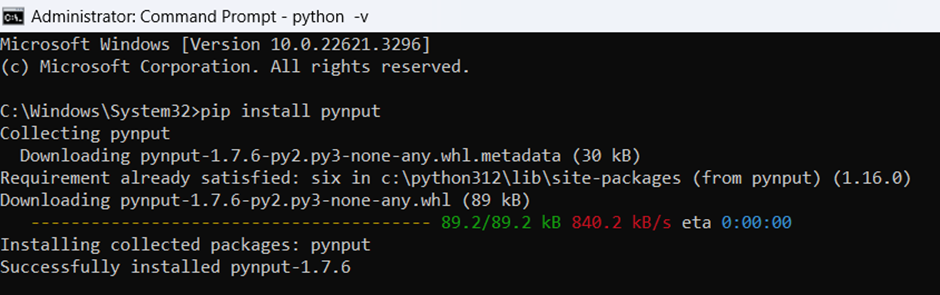 Administrator: Command Prompt - python  -v
Microsoft Windows [Version 10.0.22621.3296]
(c) Microsoft Corporation. All rights reserved.
C:\Windows\System32>pip install pynput
Collecting pynput
  Downloading pynput-1.7.6-py2.py3-none-any.whl.metadata (30 kB)
Requirement already satisfied: six in c:\python312\lib\site-packages (from pynput) (1.16.0)
Downloading pynput-1.7.6-py2.py3-none-any.whl (89 kB)
   ---------------------------------------- 89.2/89.2 kB 840.2 kB/s eta 0:00:00
Installing collected packages: pynput
Successfully installed pynput-1.7.6